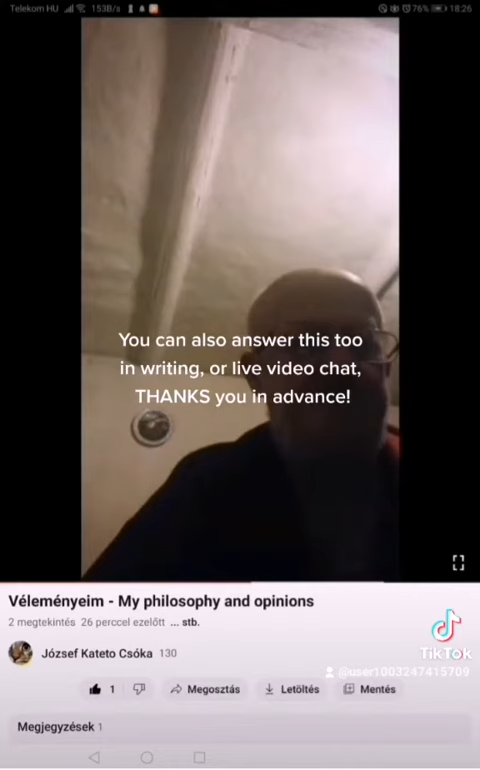 Telekom HU 153B/s 76% 18:26
You can also answer this too
in writing, or live video chat,
THANKS you in advance!
Véleményeim - My philosophy and opinions
2 megtekintés 26 perccel ezelőtt ... stb.
József Kateto Csóka 130
TikTok
@user1003247415709
1 Megosztás Letöltés Mentés
Megjegyzések 1